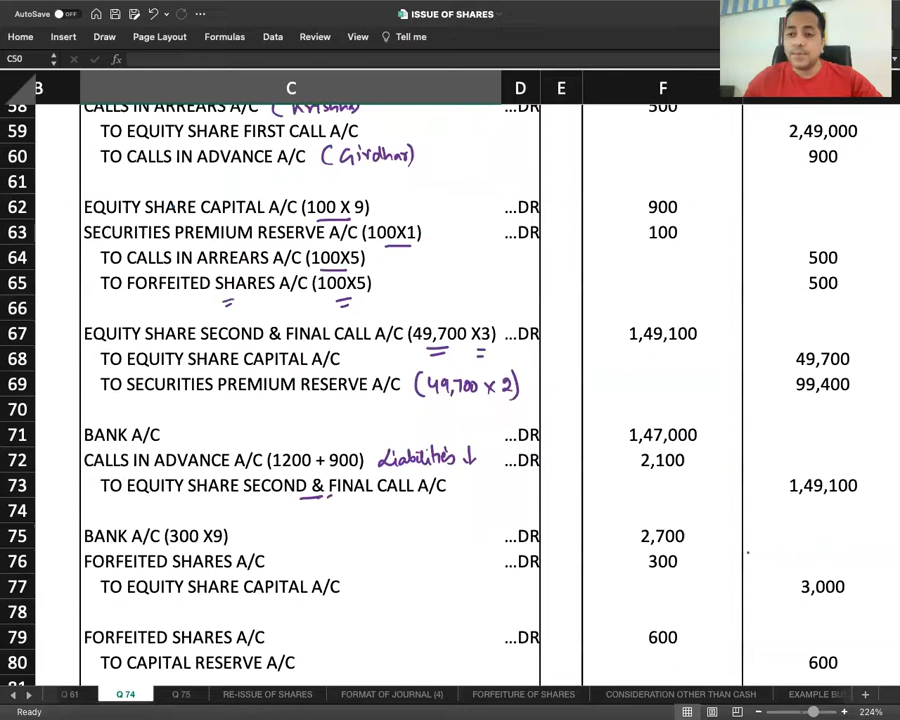 AutoSave OFF ISSUE OF SHARES
Home Insert Draw Page Layout Formulas Data Review View Tell me
C50 fx
B C D E F
58 CALLS IN ARREARS A/C (Krishna) ...DR 500
59 TO EQUITY SHARE FIRST CALL A/C 2,49,000
60 TO CALLS IN ADVANCE A/C (Girdhar) 900
61
62 EQUITY SHARE CAPITAL A/C (100 X 9) ...DR 900
63 SECURITIES PREMIUM RESERVE A/C (100X1) ...DR 100
64 TO CALLS IN ARREARS A/C (100X5) 500
65 TO FORFEITED SHARES A/C (100X5) 500
66
67 EQUITY SHARE SECOND & FINAL CALL A/C (49,700 X3) ...DR 1,49,100
68 TO EQUITY SHARE CAPITAL A/C 49,700
69 TO SECURITIES PREMIUM RESERVE A/C (49,700 x 2) 99,400
70
71 BANK A/C ...DR 1,47,000
72 CALLS IN ADVANCE A/C (1200 + 900) Liabilities ↓ ...DR 2,100
73 TO EQUITY SHARE SECOND & FINAL CALL A/C 1,49,100
74
75 BANK A/C (300 X9) ...DR 2,700
76 FORFEITED SHARES A/C ...DR 300
77 TO EQUITY SHARE CAPITAL A/C 3,000
78
79 FORFEITED SHARES A/C ...DR 600
80 TO CAPITAL RESERVE A/C 600
Q 61 Q 74 Q 75 RE-ISSUE OF SHARES FORMAT OF JOURNAL (4) FORFEITURE OF SHARES CONSIDERATION OTHER THAN CASH EXAMPLE BU
Ready 224%